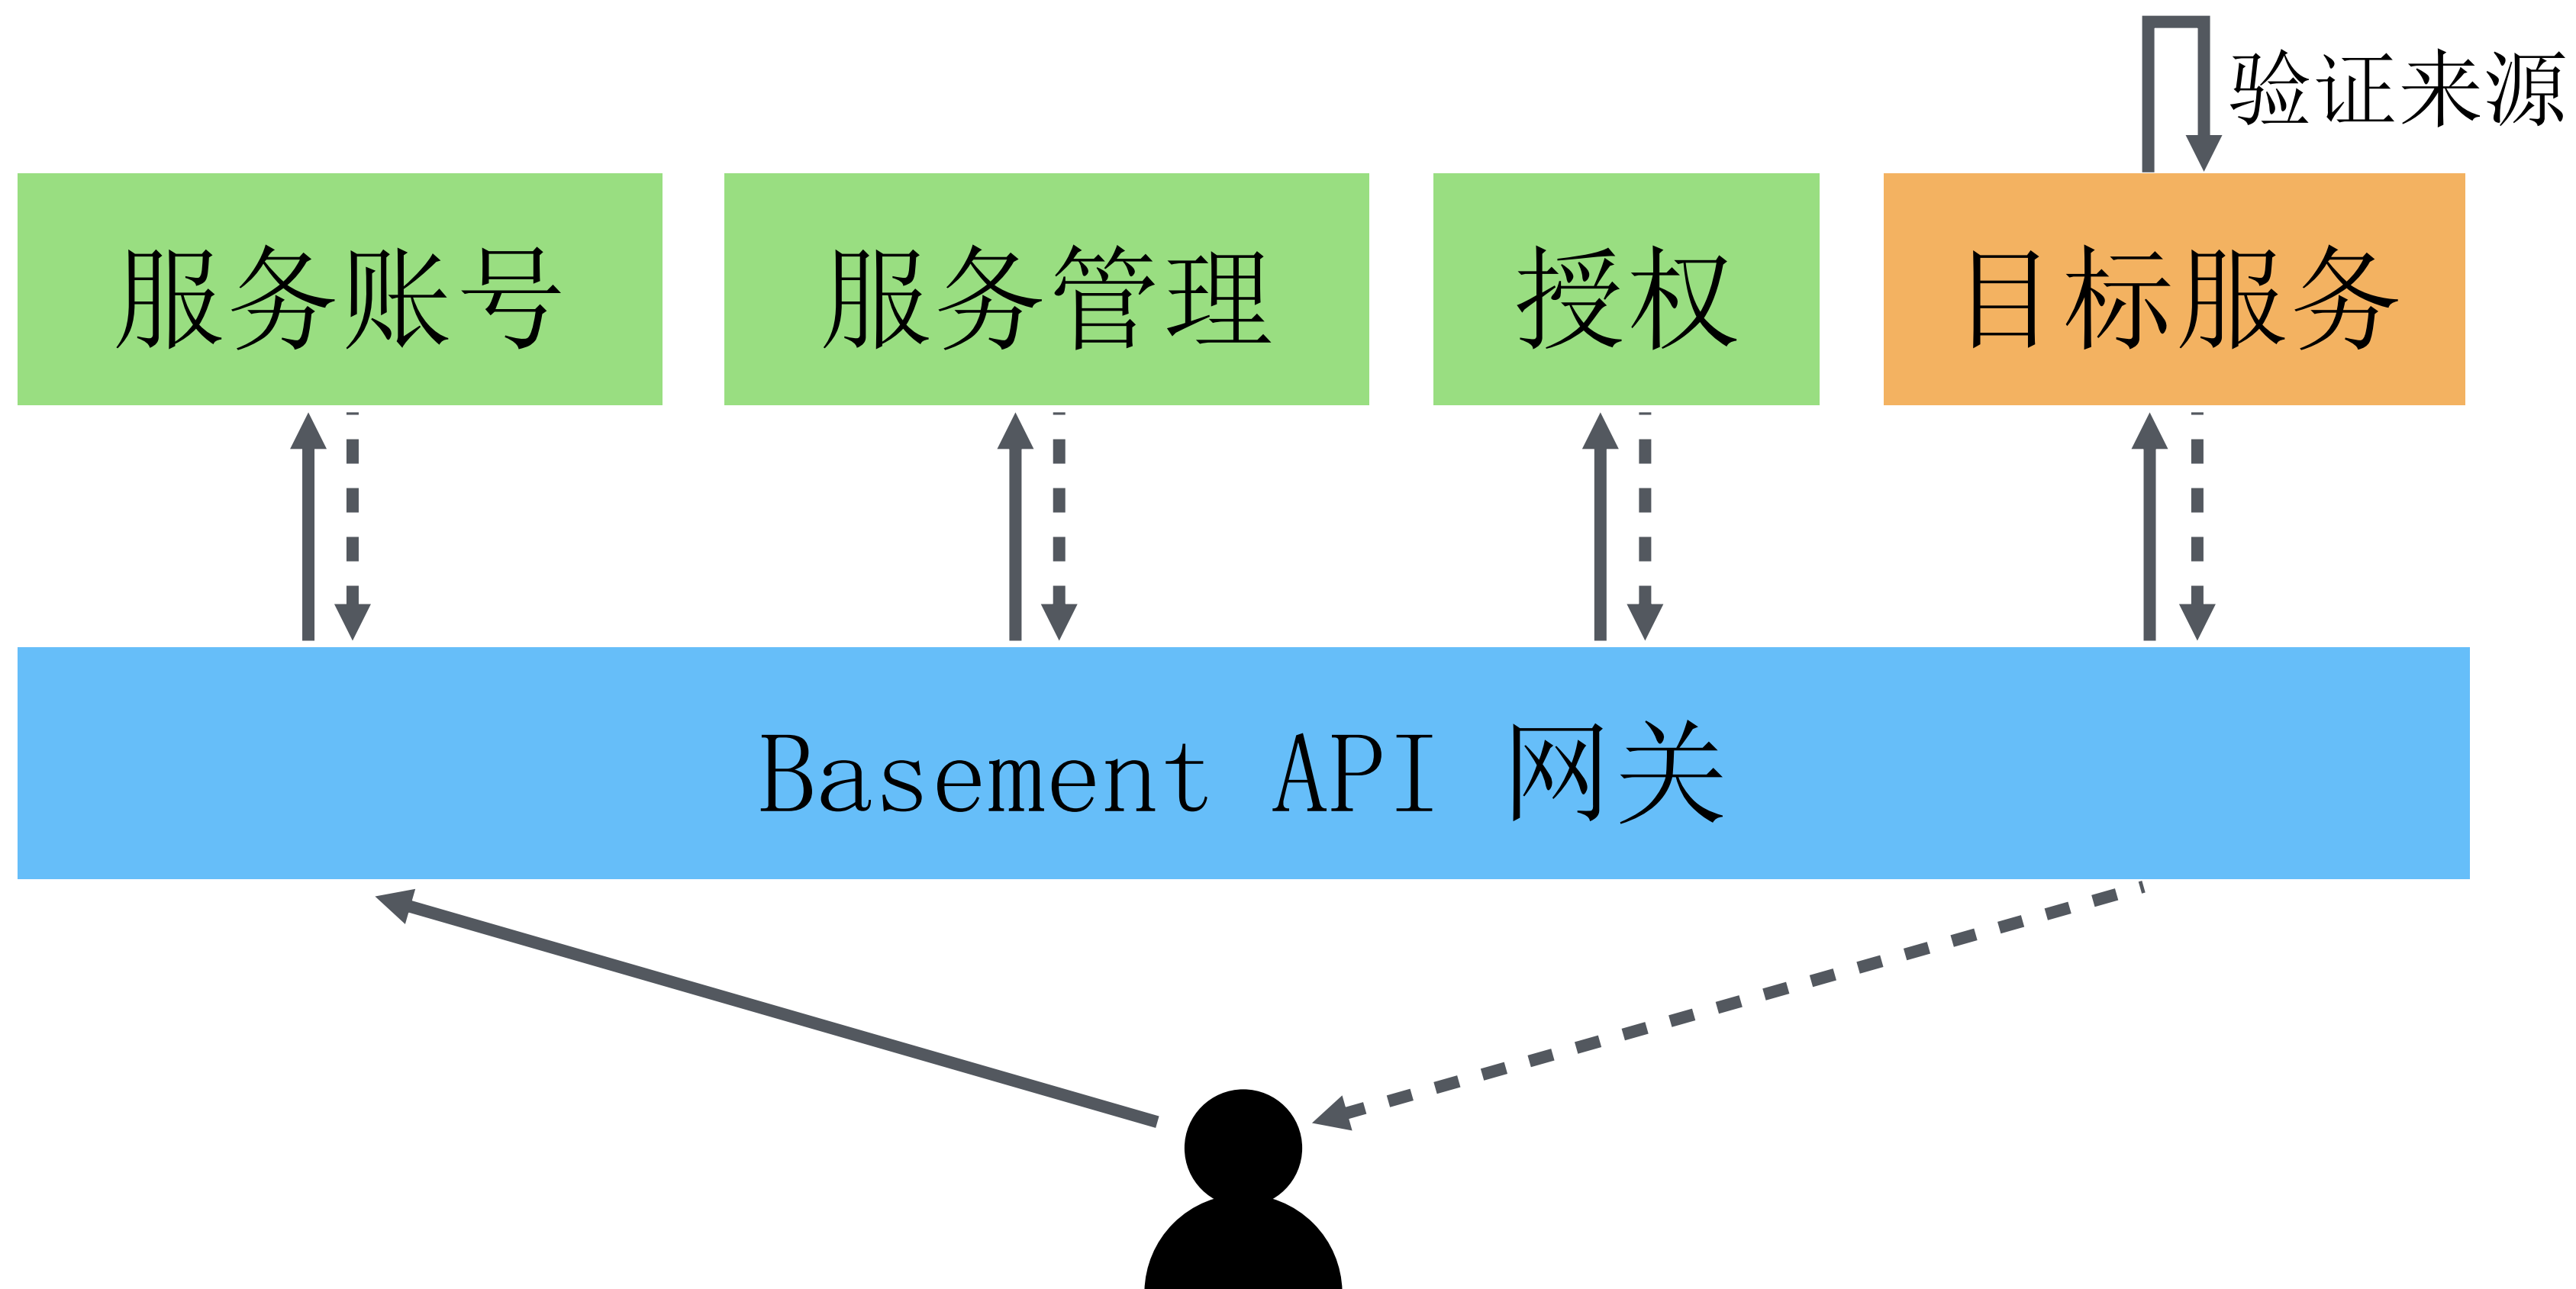 验证来源
服务账号
服务管理
授权
目标服务
Basement API 网关